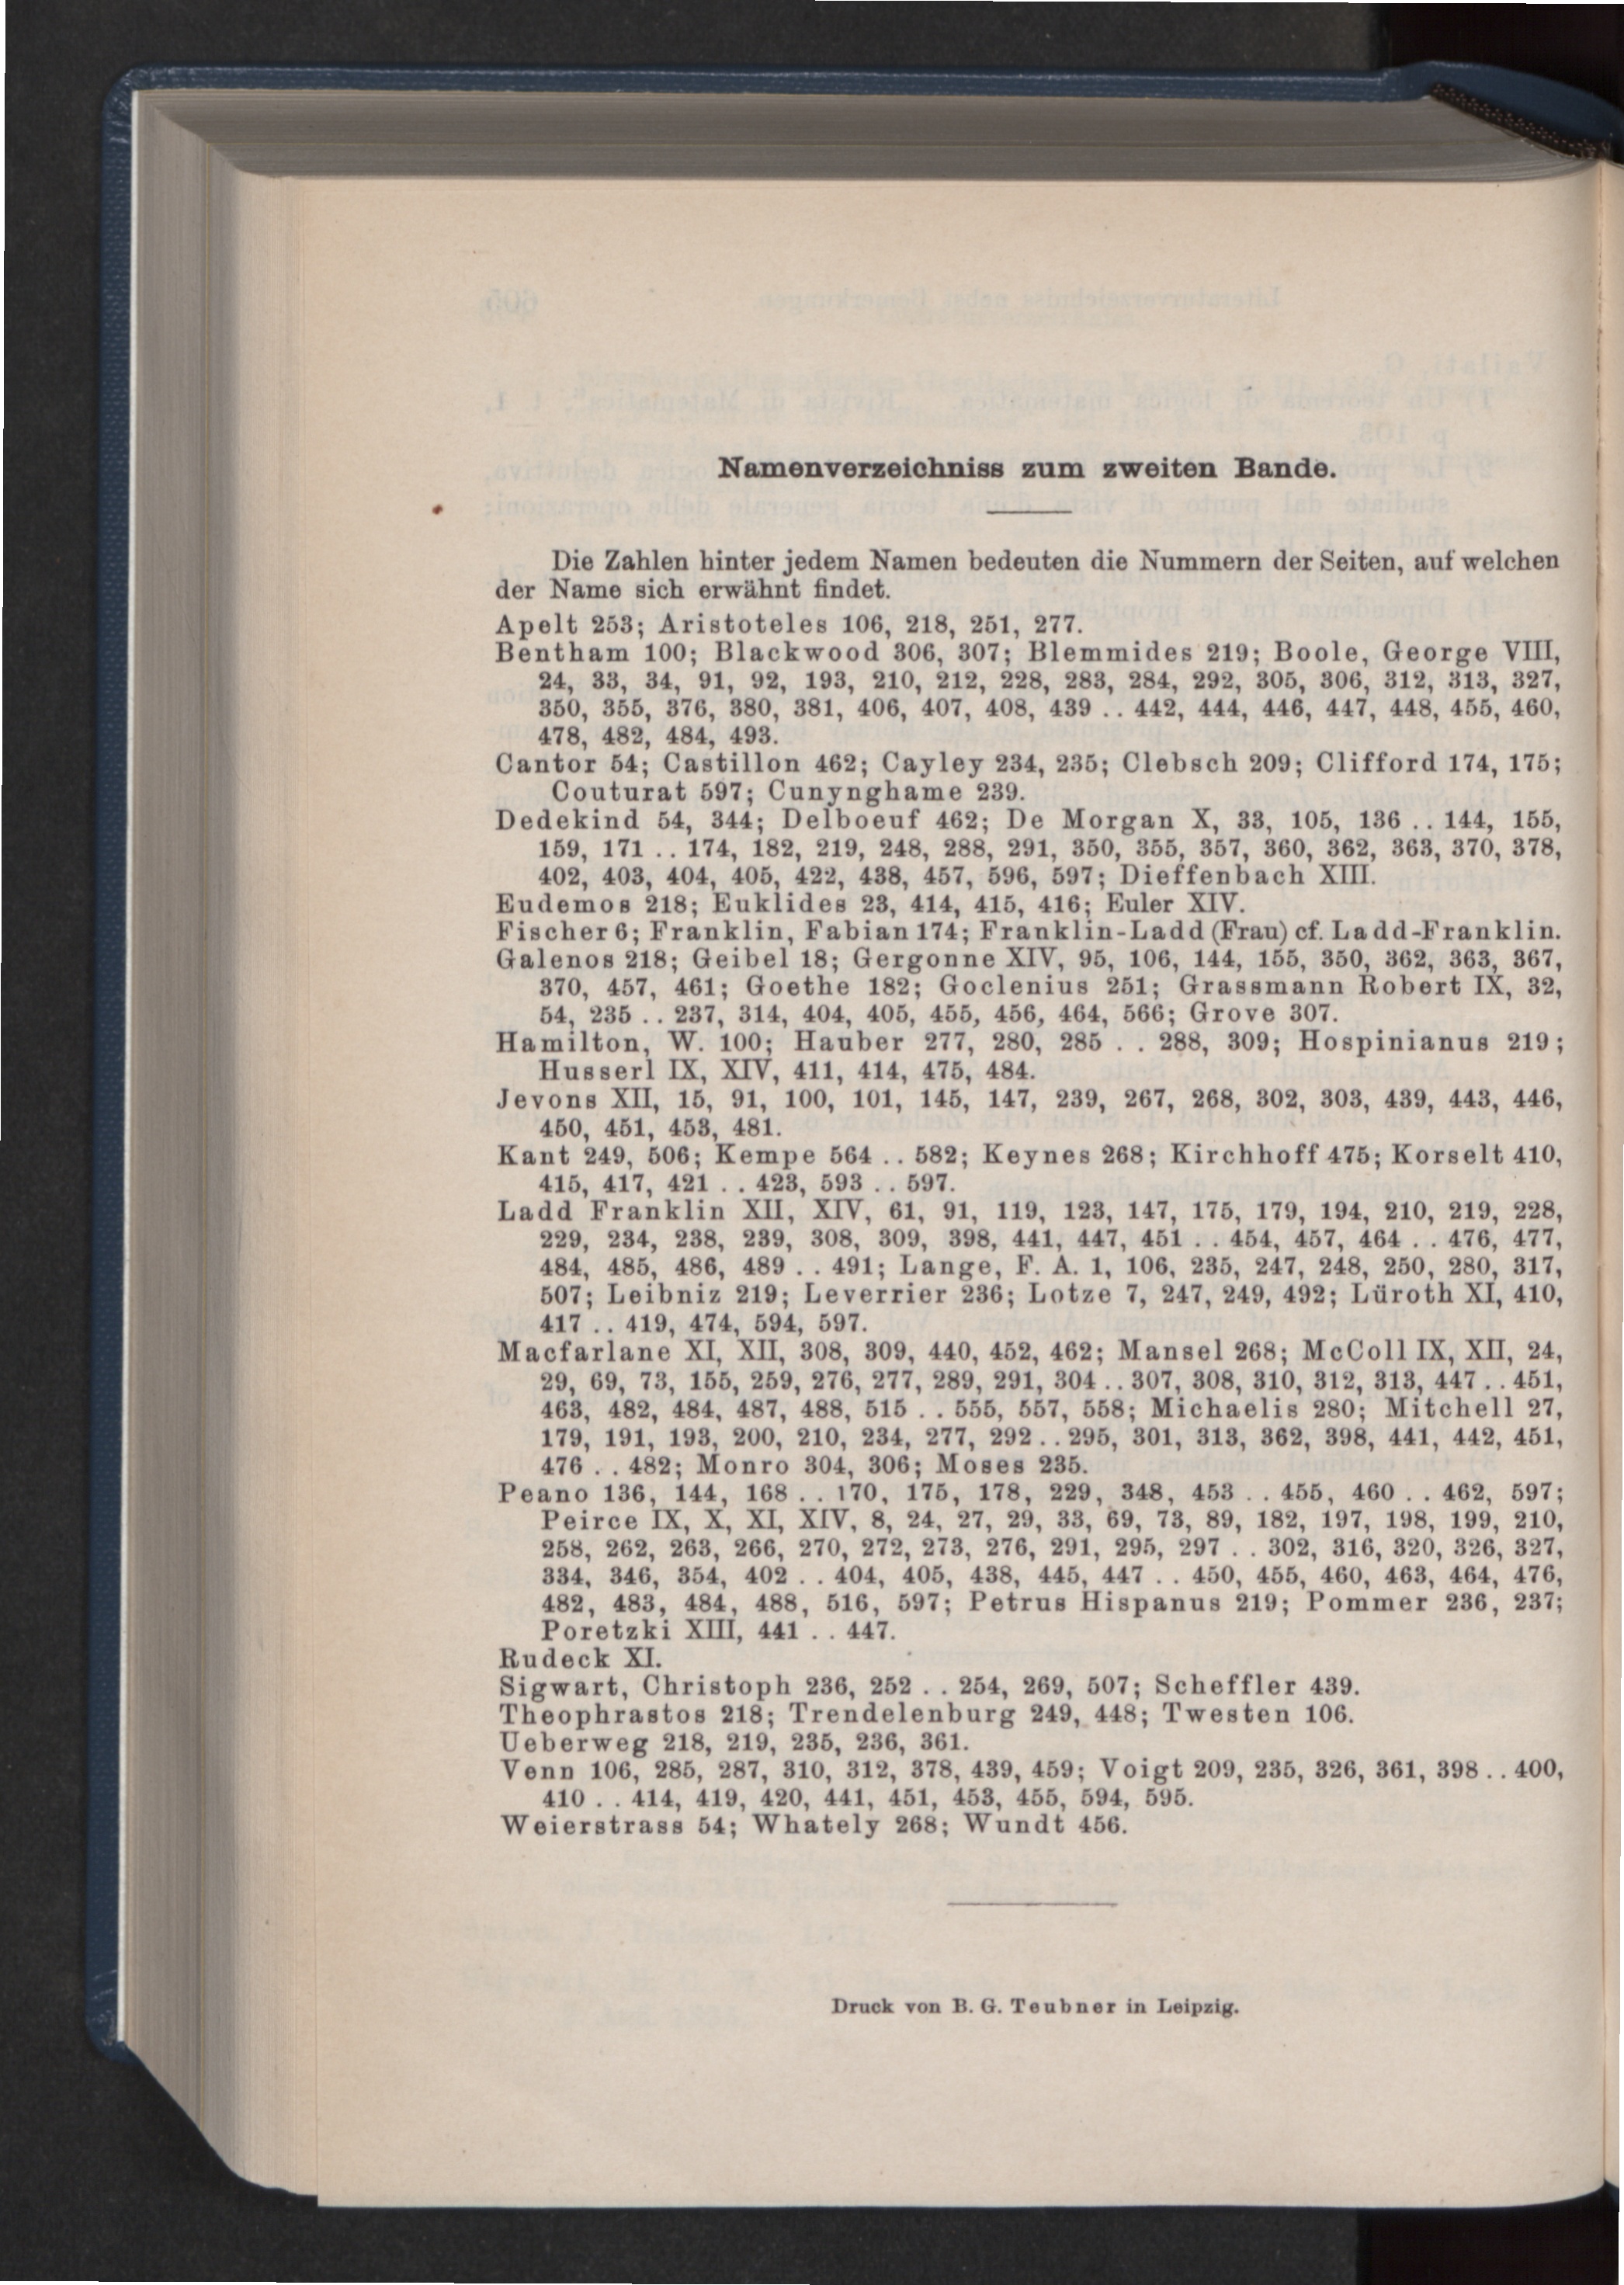 Namenverzeichniss zum zweiten Bande.
Die Zahlen hinter jedem Namen bedeuten die Nummern der Seiten, auf welchen
der Name sich erwähnt findet.
Apelt 253; Aristoteles 106, 218, 251, 277.
Bentham 100; Blackwood 306, 307; Blemmides 219; Boole, George VIII,
24, 33, 34, 91, 92, 193, 210, 212, 228, 283, 284, 292, 305, 306, 312, 313, 327,
350, 355, 376, 380, 381, 406, 407, 408, 439 .. 442, 444, 446, 447, 448, 455, 460,
478, 482, 484, 493.
Cantor 54; Castillon 462; Cayley 234, 235; Clebsch 209; Clifford 174, 175;
Couturat 597; Cunynghame 239.
Dedekind 54, 344; Delboeuf 462; De Morgan X, 33, 105, 136 .. 144, 155,
159, 171 .. 174, 182, 219, 248, 288, 291, 350, 355, 357, 360, 362, 363, 370, 378,
402, 403, 404, 405, 422, 438, 457, 596, 597; Dieffenbach XIII.
Eudemos 218; Euklides 23, 414, 415, 416; Euler XIV.
Fischer 6; Franklin, Fabian 174; Franklin-Ladd (Frau) cf. Ladd-Franklin.
Galenos 218; Geibel 18; Gergonne XIV, 95, 106, 144, 155, 350, 362, 363, 367,
370, 457, 461; Goethe 182; Goclenius 251; Grassmann Robert IX, 32,
54, 235 .. 237, 314, 404, 405, 455, 456, 464, 566; Grove 307.
Hamilton, W. 100; Hauber 277, 280, 285 . . 288, 309; Hospinianus 219;
Husserl IX, XIV, 411, 414, 475, 484.
Jevons XII, 15, 91, 100, 101, 145, 147, 239, 267, 268, 302, 303, 439, 443, 446,
450, 451, 453, 481.
Kant 249, 506; Kempe 564 .. 582; Keynes 268; Kirchhoff 475; Korselt 410,
415, 417, 421 . . 423, 593 . . 597.
Ladd Franklin XII, XIV, 61, 91, 119, 123, 147, 175, 179, 194, 210, 219, 228,
229, 234, 238, 239, 308, 309, 398, 441, 447, 451 . . 454, 457, 464 . . 476, 477,
484, 485, 486, 489 . . 491; Lange, F. A. 1, 106, 235, 247, 248, 250, 280, 317,
507; Leibniz 219; Leverrier 236; Lotze 7, 247, 249, 492; Lüroth XI, 410,
417 .. 419, 474, 594, 597.
Macfarlane XI, XII, 308, 309, 440, 452, 462; Mansel 268; McColl IX, XII, 24,
29, 69, 73, 155, 259, 276, 277, 289, 291, 304 .. 307, 308, 310, 312, 313, 447 .. 451,
463, 482, 484, 487, 488, 515 . . 555, 557, 558; Michaelis 280; Mitchell 27,
179, 191, 193, 200, 210, 234, 277, 292 .. 295, 301, 313, 362, 398, 441, 442, 451,
476 . . 482; Monro 304, 306; Moses 235.
Peano 136, 144, 168 . . 170, 175, 178, 229, 348, 453 . . 455, 460 . . 462, 597;
Peirce IX, X, XI, XIV, 8, 24, 27, 29, 33, 69, 73, 89, 182, 197, 198, 199, 210,
258, 262, 263, 266, 270, 272, 273, 276, 291, 295, 297 . . 302, 316, 320, 326, 327,
334, 346, 354, 402 . . 404, 405, 438, 445, 447 . . 450, 455, 460, 463, 464, 476,
482, 483, 484, 488, 516, 597; Petrus Hispanus 219; Pommer 236, 237;
Poretzki XIII, 441 . . 447.
Rudeck XI.
Sigwart, Christoph 236, 252 . . 254, 269, 507; Scheffler 439.
Theophrastos 218; Trendelenburg 249, 448; Twesten 106.
Ueberweg 218, 219, 235, 236, 361.
Venn 106, 285, 287, 310, 312, 378, 439, 459; Voigt 209, 235, 326, 361, 398 .. 400,
410 . . 414, 419, 420, 441, 451, 453, 455, 594, 595.
Weierstrass 54; Whately 268; Wundt 456.
Druck von B. G. Teubner in Leipzig.